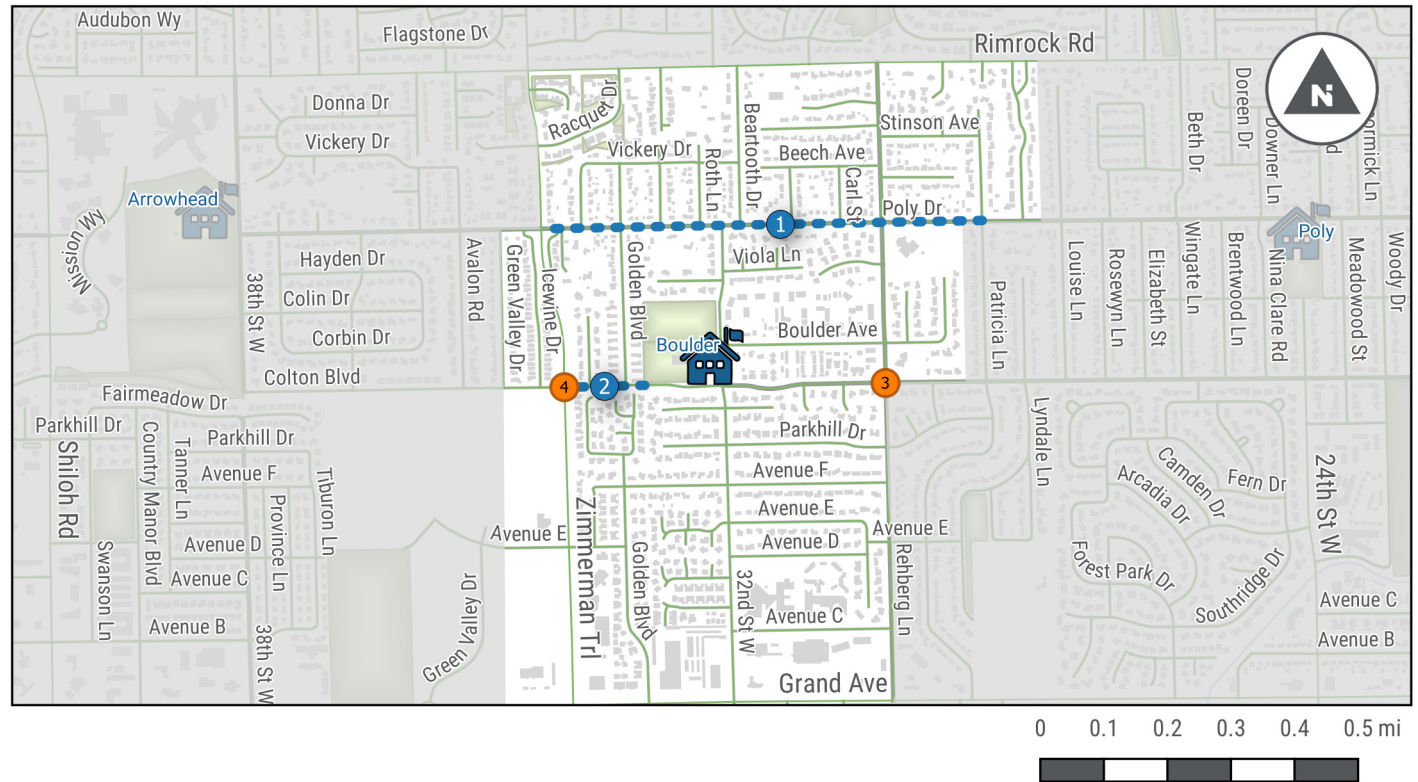 Audubon Wy
Flagstone Dr
Rimrock Rd
N
Donna Dr
Vickery Dr
Racquet Dr
Vickery Dr
Roth Ln
Beartooth Dr
Beech Ave
Carl St
Stinson Ave
Beth Dr
Doreen Dr
Downer Ln
Arrowhead
Mission Wy
Poly Dr
1
Poly
Hayden Dr
Colin Dr
Corbin Dr
Colton Blvd
38th St W
Avalon Rd
Green Valley Dr
Icewine Dr
Golden Blvd
Viola Ln
Boulder
Boulder Ave
Patricia Ln
Louise Ln
Rosewyn Ln
Elizabeth St
Wingate Ln
Brentwood Ln
Nina Clare Rd
Meadowood St
Woody Dr
4
2
3
Fairmeadow Dr
Parkhill Dr
Shiloh Rd
Country Manor Blvd
Tanner Ln
Parkhill Dr
Avenue F
Province Ln
Tiburon Ln
Avenue D
Avenue C
Avenue B
Swanson Ln
38th St W
Green Valley Dr
Avenue E
Zimmerman Trl
Golden Blvd
Parkhill Dr
Avenue F
Avenue E
Avenue D
32nd St W
Avenue C
Grand Ave
Avenue E
Rehberg Ln
Lyndale Ln
Camden Dr
Arcadia Dr
Fern Dr
Forest Park Dr
Southridge Dr
24th St W
Avenue C
Avenue B
0 0.1 0.2 0.3 0.4 0.5 mi